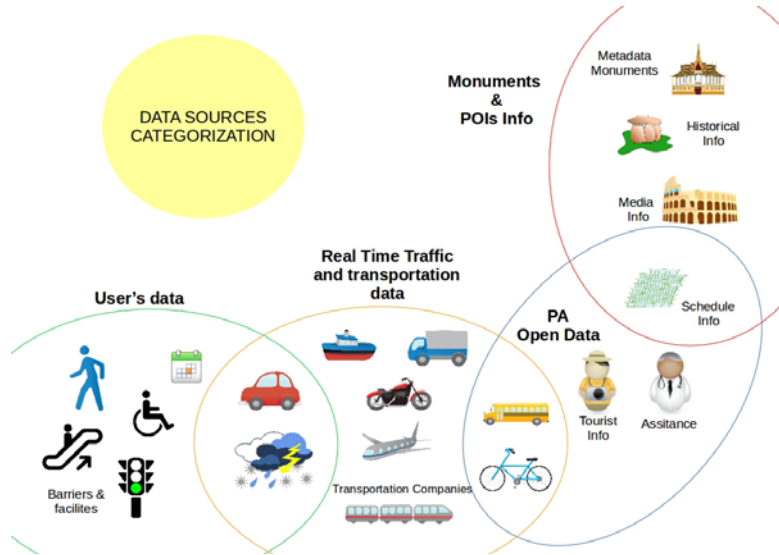 DATA SOURCES
CATEGORIZATION
Monuments
&
POIs Info
Metadata
Monuments
Historical
Info
Media
Info
Schedule
Info
Real Time Traffic
and transportation
data
User's data
PA
Open Data
Tourist
Info
Assitance
Barriers &
facilites
Transportation Companies